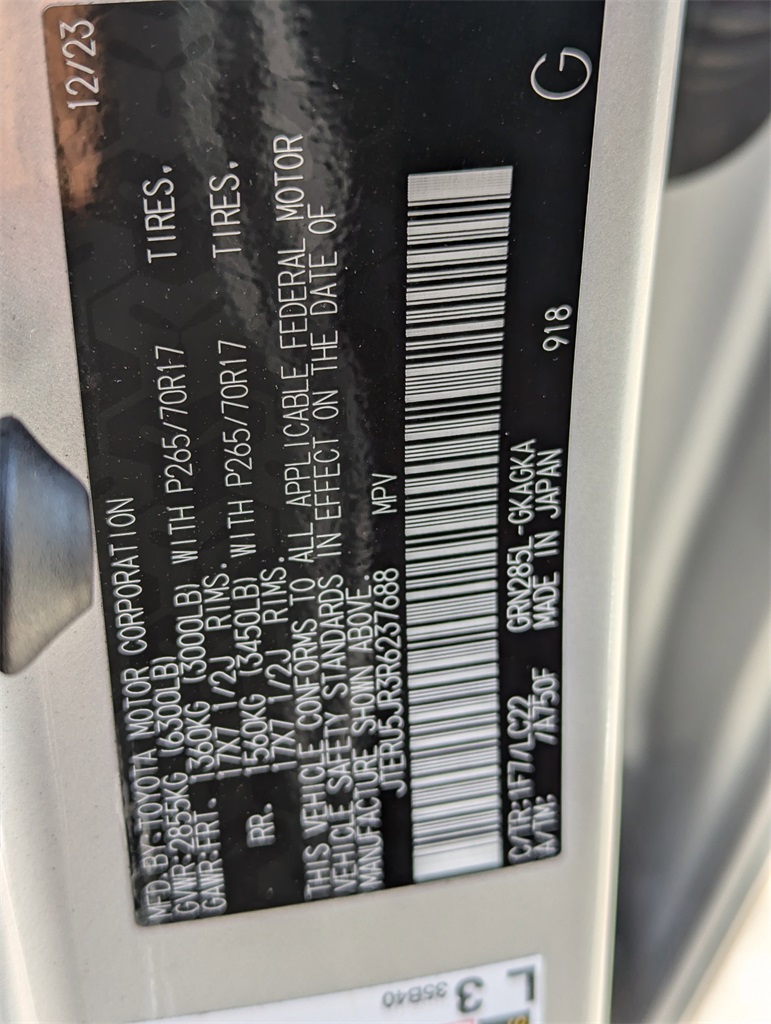 MFD.BY:TOYOTA MOTOR CORPORATION 12/23
GVWR:2855KG (6300LB)
GAWR:FRT. 1360KG (3000LB) WITH P265/70R17 TIRES,
17X7 1/2J RIMS.
RR. 1560KG (3450LB) WITH P265/70R17 TIRES,
17X7 1/2J RIMS.
THIS VEHICLE CONFORMS TO ALL APPLICABLE FEDERAL MOTOR
VEHICLE SAFETY STANDARDS IN EFFECT ON THE DATE OF
MANUFACTURE SHOWN ABOVE.
JTERU5JR3R6237688 MPV
C/TR:1F7/LC22 GRN285L-GKAGKA
A/TN: /A750F MADE IN JAPAN 918
G
L
3
35B40